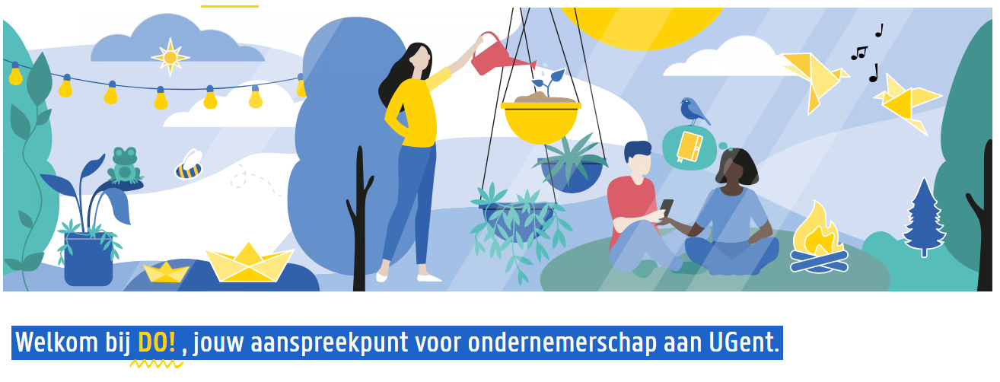 Welkom bij DO! , jouw aanspreekpunt voor ondernemerschap aan UGent.